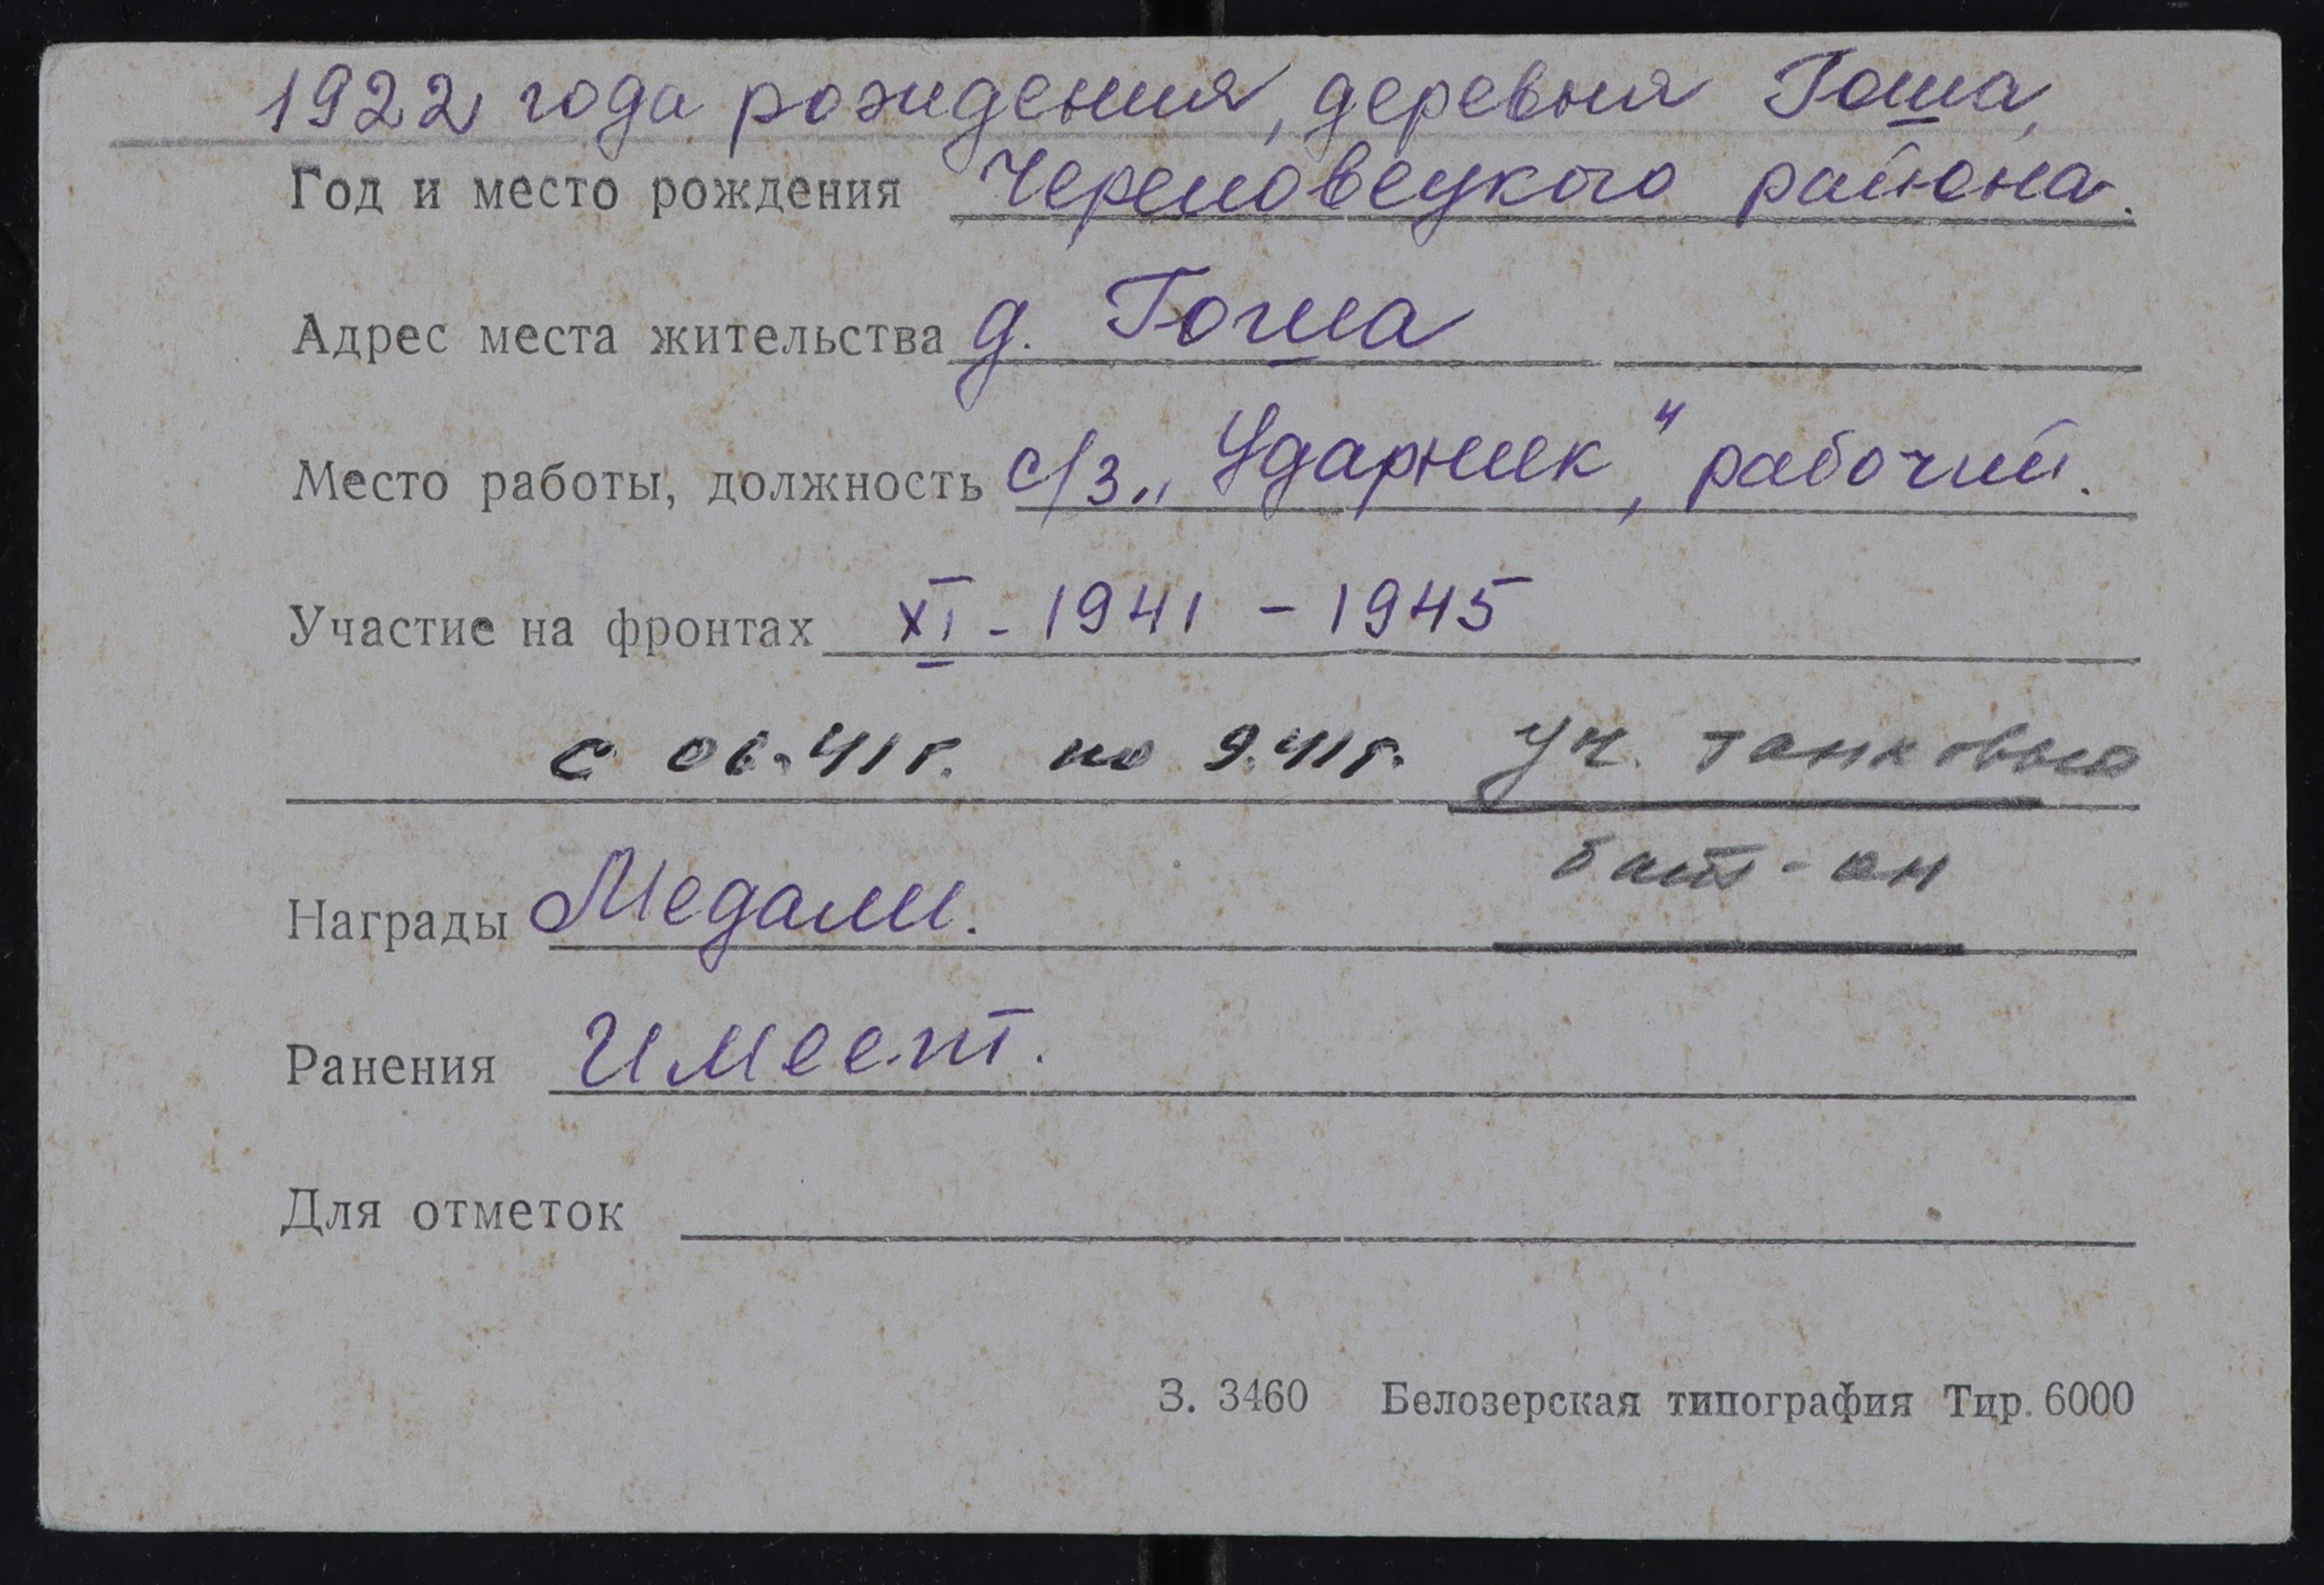 1922 года рождения, деревня Гоша,
Год и место рождения Череповецкого района.
Адрес места жительства д. Гоша
Место работы, должность с/з „Ударник", рабочий.
Участие на фронтах XI - 1941 - 1945
с 06.41г. по 9.41г. уч. танковый
бат-он
Награды Медали.
Ранения Имеет.
Для отметок
З. 3460 Белозерская типография Тир. 6000